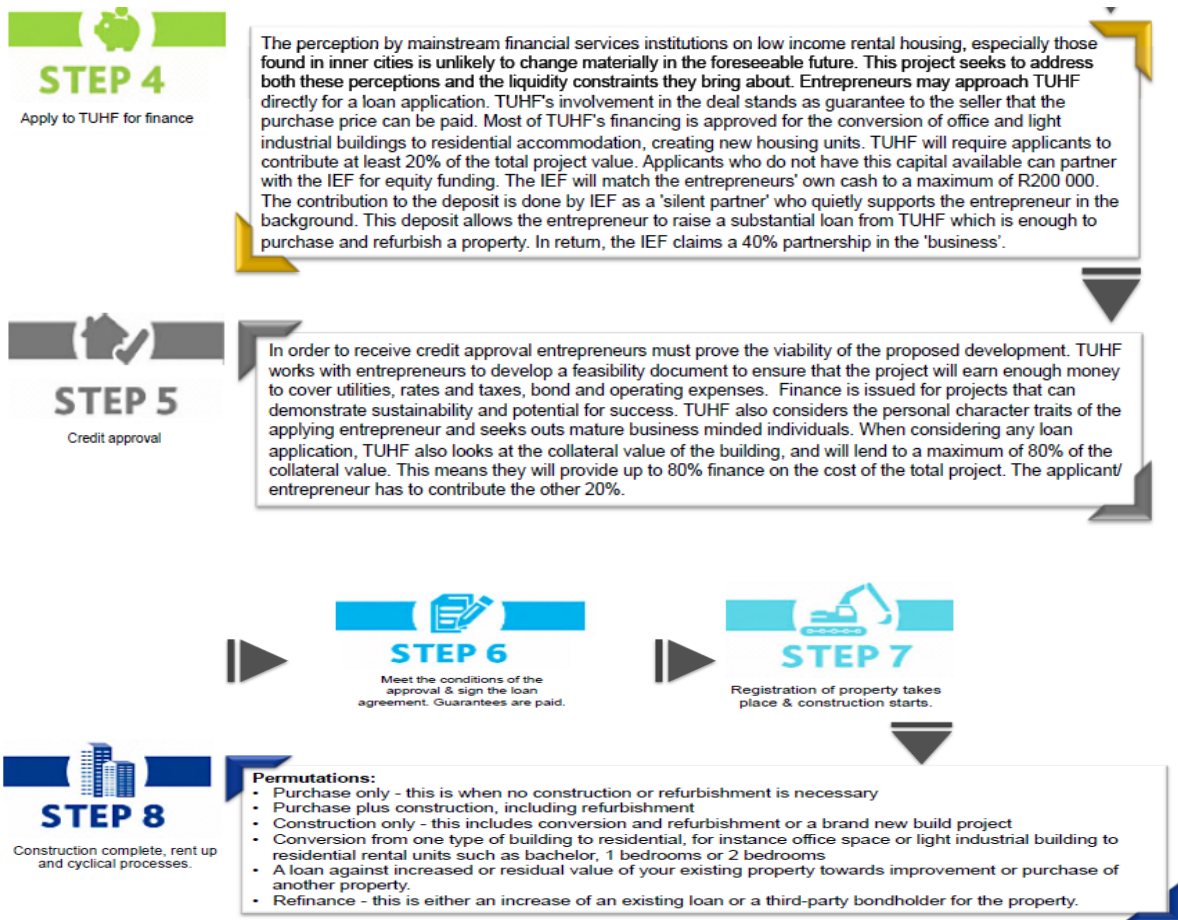 STEP 4
Apply to TUHF for finance
The perception by mainstream financial services institutions on low income rental housing, especially those
found in inner cities is unlikely to change materially in the foreseeable future. This project seeks to address
both these perceptions and the liquidity constraints they bring about. Entrepreneurs may approach TUHF
directly for a loan application. TUHF's involvement in the deal stands as guarantee to the seller that the
purchase price can be paid. Most of TUHF's financing is approved for the conversion of office and light
industrial buildings to residential accommodation, creating new housing units. TUHF will require applicants to
contribute at least 20% of the total project value. Applicants who do not have this capital available can partner
with the IEF for equity funding. The IEF will match the entrepreneurs' own cash to a maximum of R200 000.
The contribution to the deposit is done by IEF as a 'silent partner' who quietly supports the entrepreneur in the
background. This deposit allows the entrepreneur to raise a substantial loan from TUHF which is enough to
purchase and refurbish a property. In return, the IEF claims a 40% partnership in the 'business'.
STEP 5
Credit approval
In order to receive credit approval entrepreneurs must prove the viability of the proposed development. TUHF
works with entrepreneurs to develop a feasibility document to ensure that the project will earn enough money
to cover utilities, rates and taxes, bond and operating expenses. Finance is issued for projects that can
demonstrate sustainability and potential for success. TUHF also considers the personal character traits of the
applying entrepreneur and seeks outs mature business minded individuals. When considering any loan
application, TUHF also looks at the collateral value of the building, and will lend to a maximum of 80% of the
collateral value. This means they will provide up to 80% finance on the cost of the total project. The applicant/
entrepreneur has to contribute the other 20%.
STEP 6
Meet the conditions of the
approval & sign the loan
agreement. Guarantees are paid.
STEP 7
Registration of property takes
place & construction starts.
STEP 8
Construction complete, rent up
and cyclical processes.
Permutations:
• Purchase only - this is when no construction or refurbishment is necessary
• Purchase plus construction, including refurbishment
• Construction only - this includes conversion and refurbishment or a brand new build project
• Conversion from one type of building to residential, for instance office space or light industrial building to
residential rental units such as bachelor, 1 bedrooms or 2 bedrooms
• A loan against increased or residual value of your existing property towards improvement or purchase of
another property.
• Refinance - this is either an increase of an existing loan or a third-party bondholder for the property.